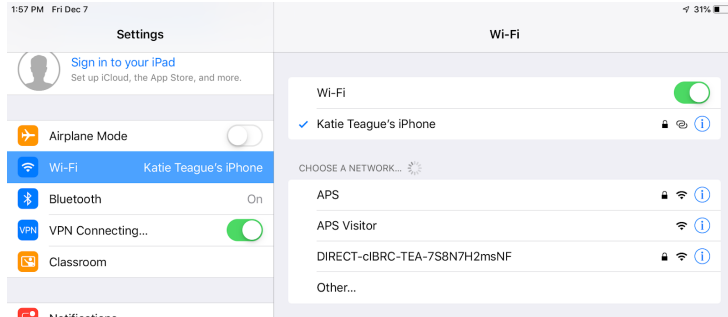 1:57 PM Fri Dec 7
31%
Settings
Wi-Fi
Sign in to your iPad
Set up iCloud, the App Store, and more.
Airplane Mode
Wi-Fi Katie Teague's iPhone
Bluetooth On
VPN VPN Connecting...
Classroom
Notifications
Wi-Fi
Katie Teague's iPhone
CHOOSE A NETWORK...
APS
APS Visitor
DIRECT-clBRC-TEA-7S8N7H2msNF
Other...